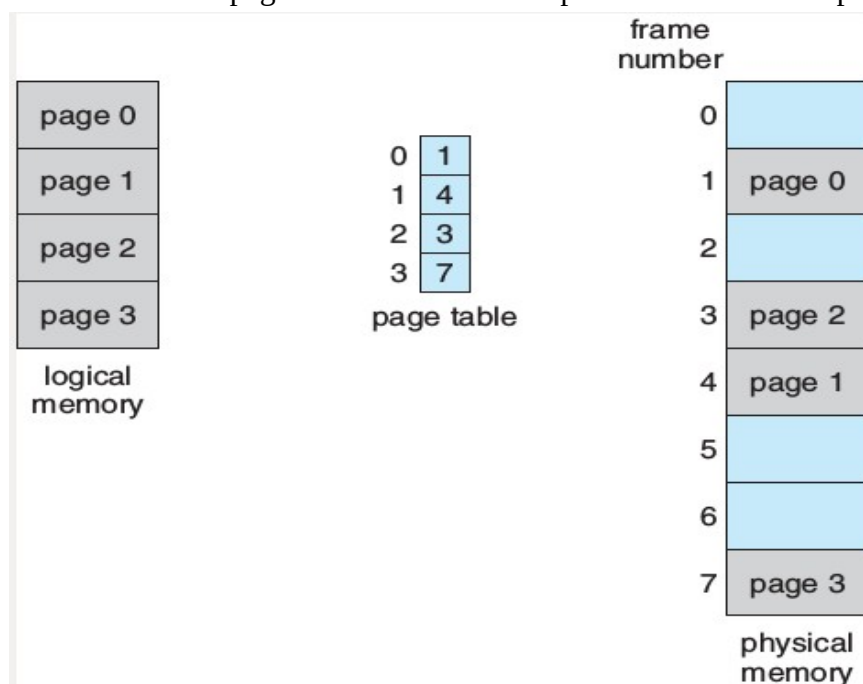 pag
frame
number
page 0
page 1
page 2
page 3
logical
memory
0 1
1 4
2 3
3 7
page table
0
1 page 0
2
3 page 2
4 page 1
5
6
7 page 3
physical
memory